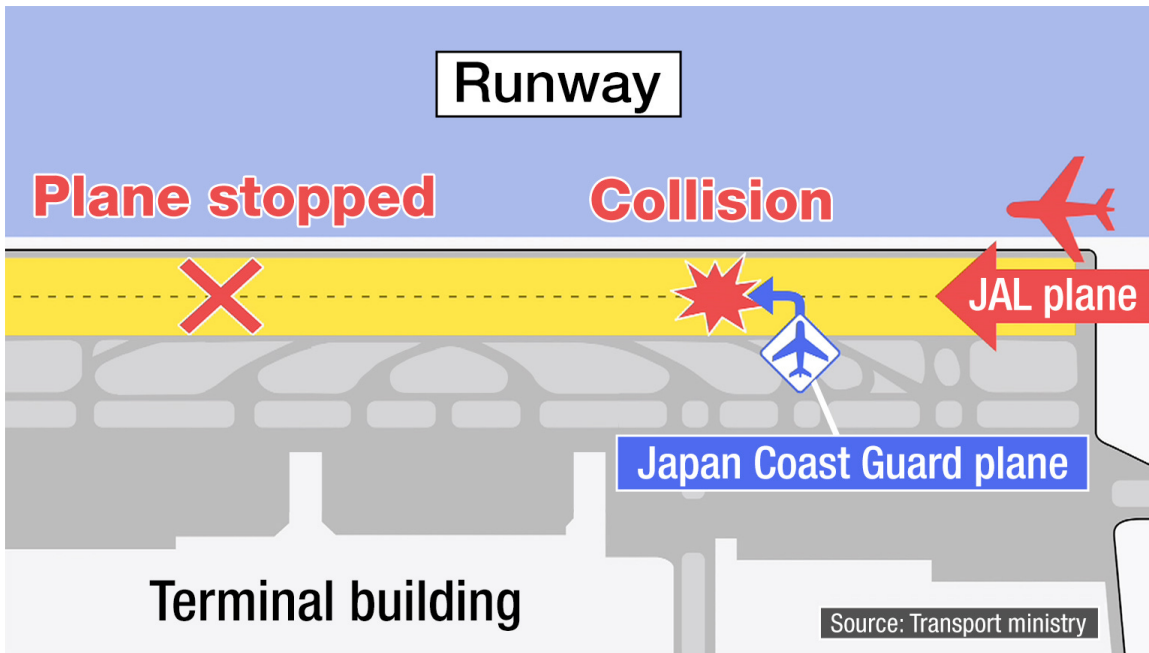 Runway
Plane stopped
Collision
JAL plane
Japan Coast Guard plane
Terminal building
Source: Transport ministry